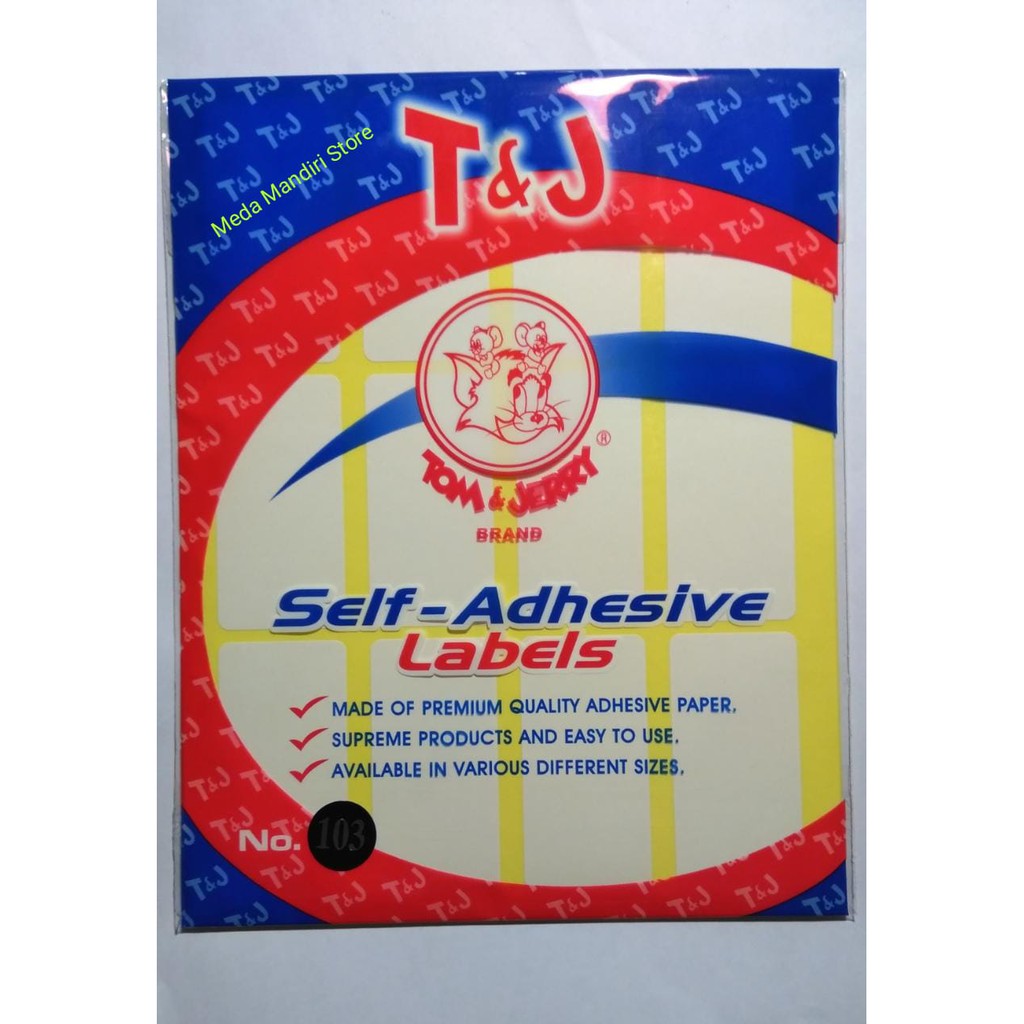 T&J
Meda Mandiri Store
TOM & JERRY ®
BRAND
Self-Adhesive
Labels
MADE OF PREMIUM QUALITY ADHESIVE PAPER.
SUPREME PRODUCTS AND EASY TO USE.
AVAILABLE IN VARIOUS DIFFERENT SIZES.
No. 103